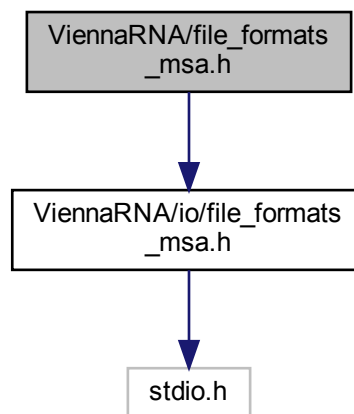 ViennaRNA/file_formats
_msa.h
ViennaRNA/io/file_formats
_msa.h
stdio.h